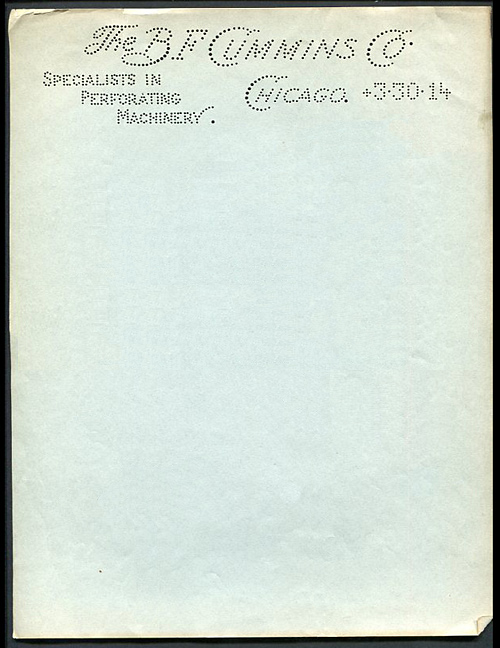 The B.F. Cummins Co.
Specialists in
Perforating
Machinery.
Chicago. +3·30·14